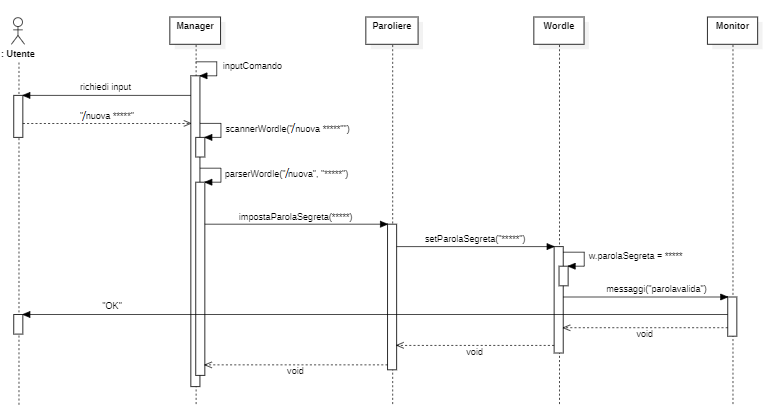 Manager
Paroliere
Wordle
Monitor
: Utente
inputComando
richiedi input
"/nuova *****"
scannerWordle("/nuova *****"")
parserWordle("/nuova", "*****")
impostaParolaSegreta(*****)
setParolaSegreta("*****")
w.parolaSegreta = *****
messaggi("parolavalida")
"OK"
void
void
void